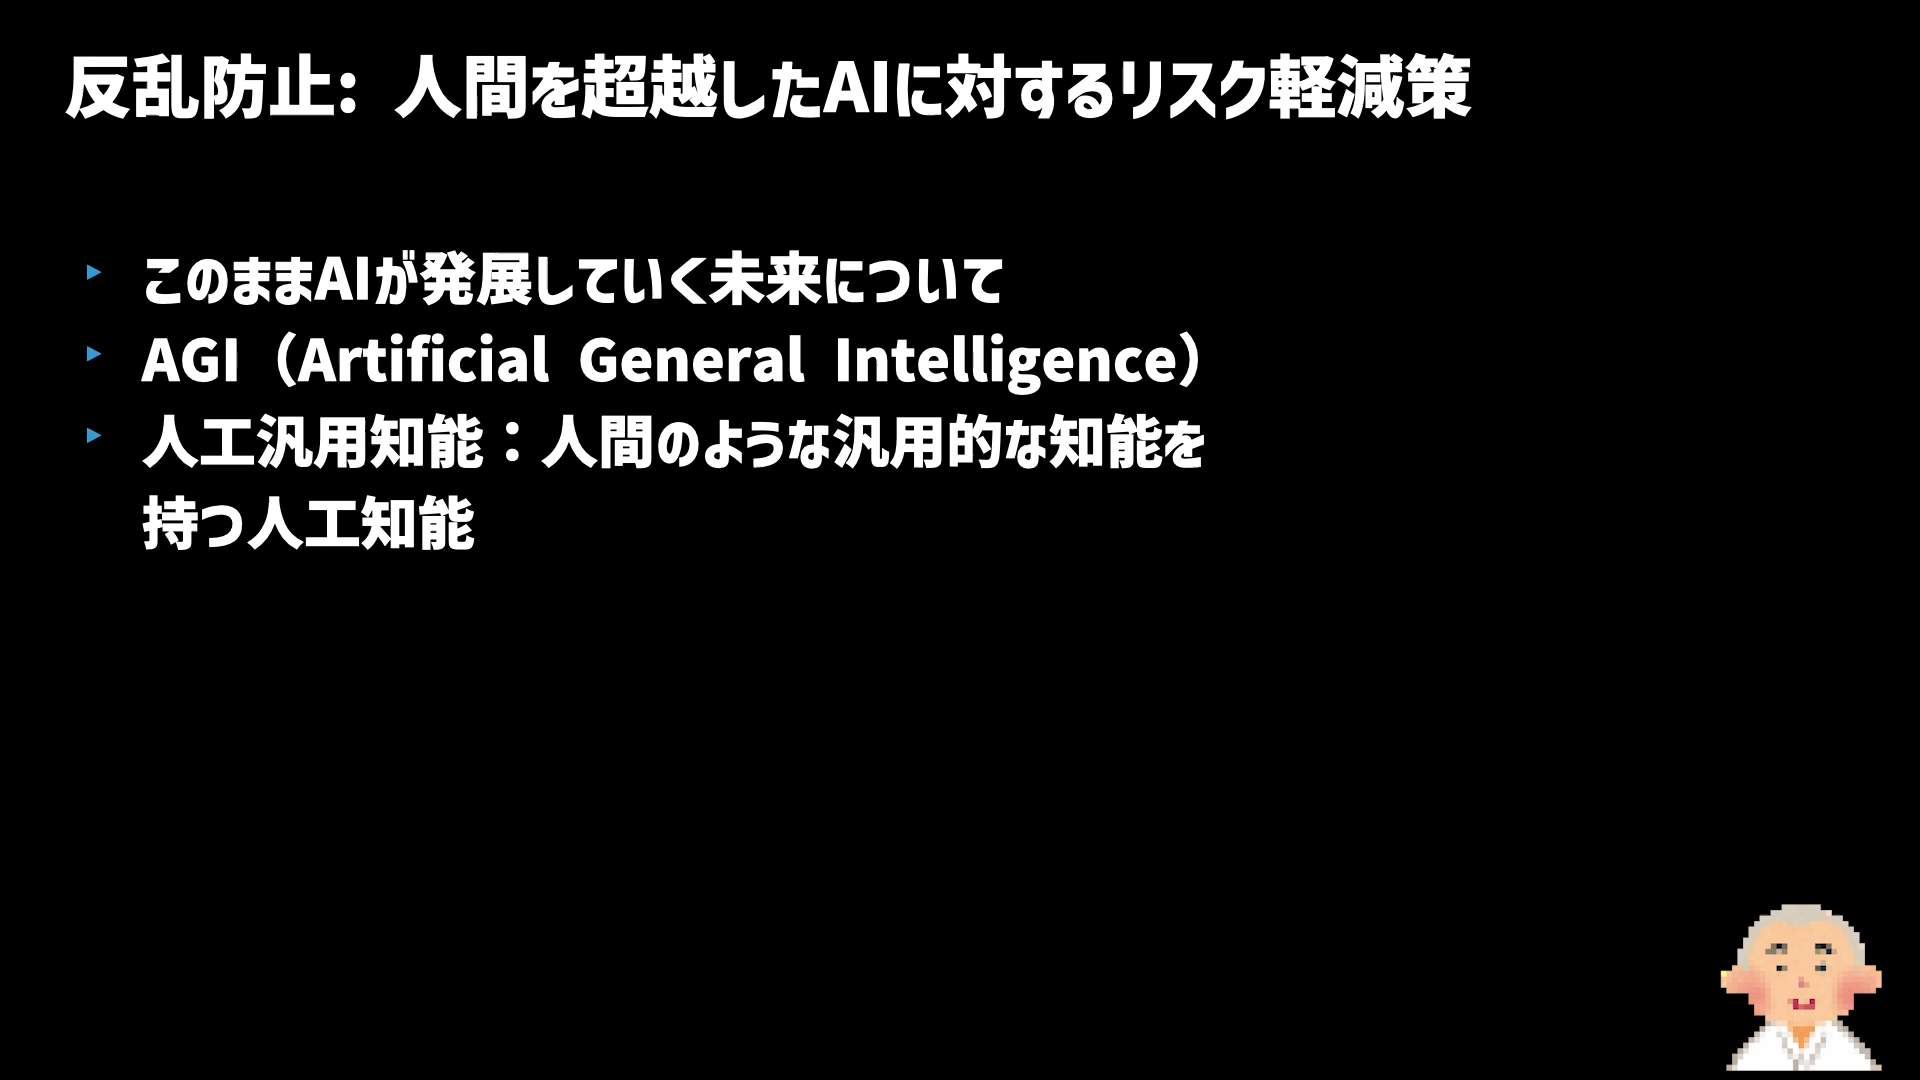 反乱防止: 人間を超越したAIに対するリスク軽減策
このままAIが発展していく未来について
AGI（Artificial General Intelligence）
人工汎用知能：人間のような汎用的な知能を
持つ人工知能